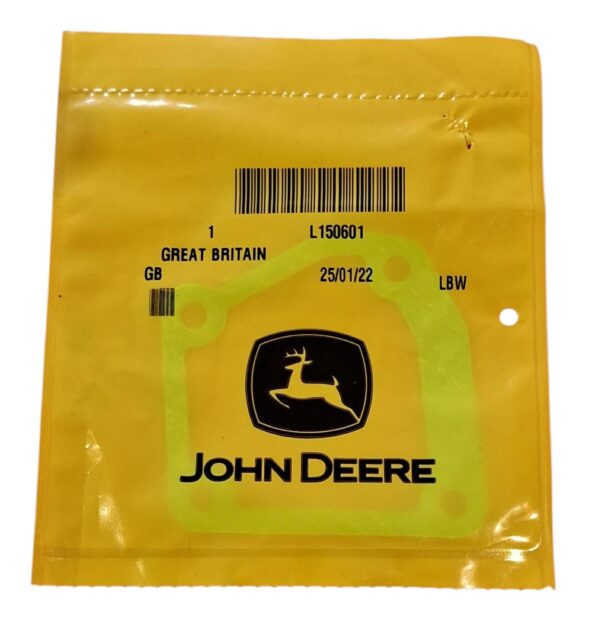 1 L150601
GREAT BRITAIN
GB 25/01/22 LBW
JOHN DEERE